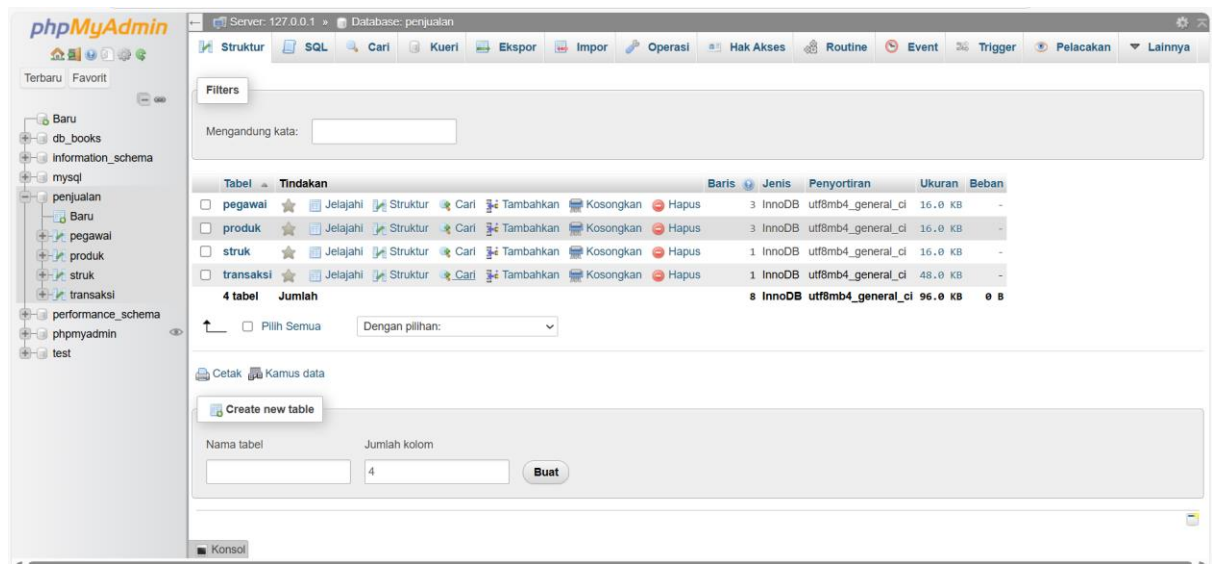 phpMyAdmin
Terbaru Favorit
Baru
db_books
information_schema
mysql
penjualan
Baru
pegawai
produk
struk
transaksi
performance_schema
phpmyadmin
test
Server: 127.0.0.1 » Database: penjualan
Struktur SQL Cari Kueri Ekspor Impor Operasi Hak Akses Routine Event Trigger Pelacakan Lainnya
Filters
Mengandung kata:
Tabel Tindakan Baris Jenis Penyortiran Ukuran Beban
pegawai Jelajahi Struktur Cari Tambahkan Kosongkan Hapus 3 InnoDB utf8mb4_general_ci 16.0 KB -
produk Jelajahi Struktur Cari Tambahkan Kosongkan Hapus 3 InnoDB utf8mb4_general_ci 16.0 KB -
struk Jelajahi Struktur Cari Tambahkan Kosongkan Hapus 1 InnoDB utf8mb4_general_ci 16.0 KB -
transaksi Jelajahi Struktur Cari Tambahkan Kosongkan Hapus 1 InnoDB utf8mb4_general_ci 48.0 KB -
4 tabel Jumlah 8 InnoDB utf8mb4_general_ci 96.0 KB 0 B
Pilih Semua Dengan pilihan:
Cetak Kamus data
Create new table
Nama tabel Jumlah kolom
4 Buat
Konsol